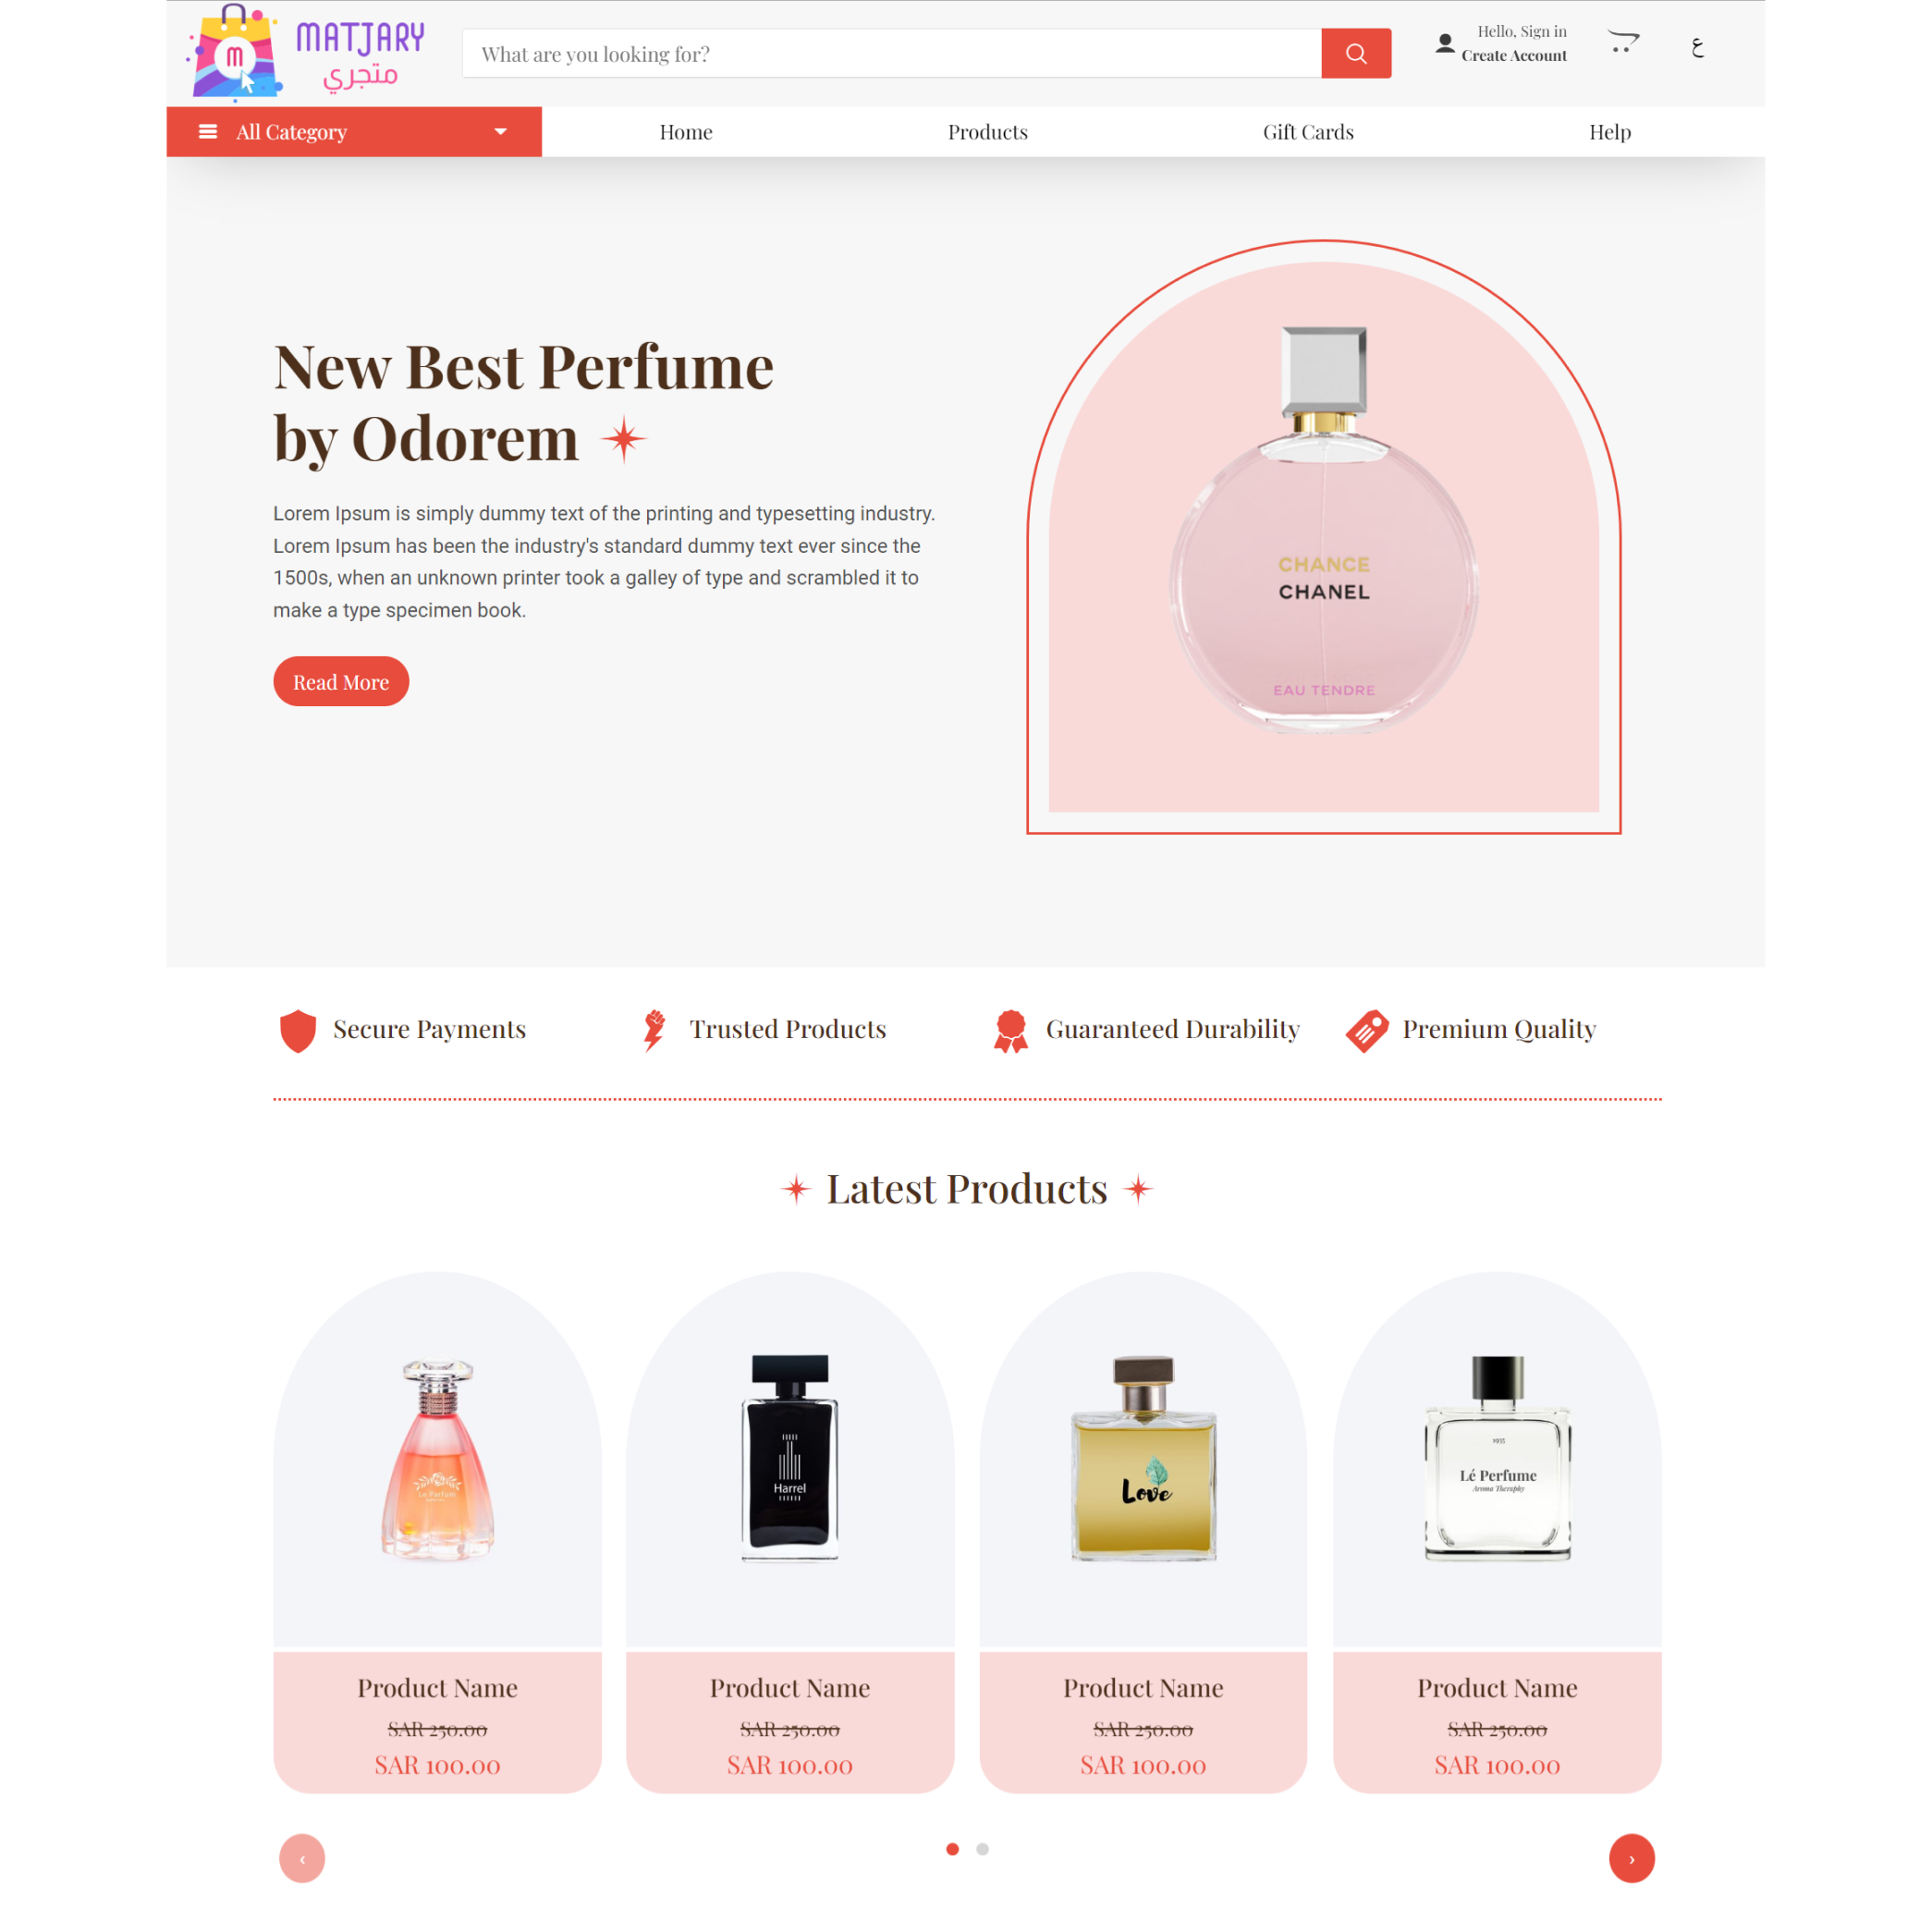 M
MATJARY
متجري
What are you looking for?
Hello, Sign in
Create Account
ع
All Category
Home
Products
Gift Cards
Help
New Best Perfume
by Odorem
Lorem Ipsum is simply dummy text of the printing and typesetting industry.
Lorem Ipsum has been the industry's standard dummy text ever since the
1500s, when an unknown printer took a galley of type and scrambled it to
make a type specimen book.
Read More
CHANCE
CHANEL
EAU TENDRE
Secure Payments
Trusted Products
Guaranteed Durability
Premium Quality
Latest Products
Le Parfum
Harrel
Love
1935
Lé Perfume
Aroma Theraphy
Product Name
SAR 250.00
SAR 100.00
Product Name
SAR 250.00
SAR 100.00
Product Name
SAR 250.00
SAR 100.00
Product Name
SAR 250.00
SAR 100.00